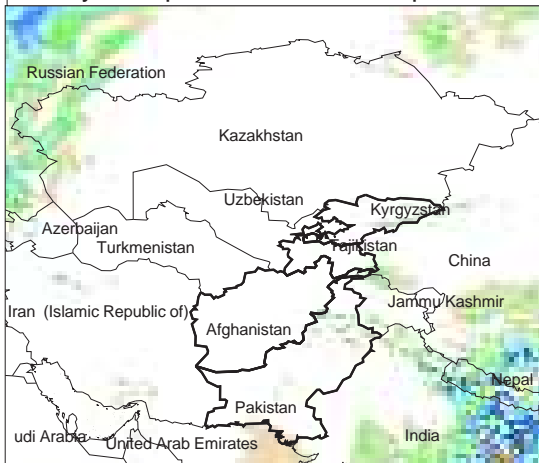 Russian Federation
Kazakhstan
Uzbekistan
Kyrgyzstan
Azerbaijan
Turkmenistan
Tajikistan
China
Iran (Islamic Republic of)
Jammu Kashmir
Afghanistan
Nepal
Pakistan
udi Arabia
United Arab Emirates
India